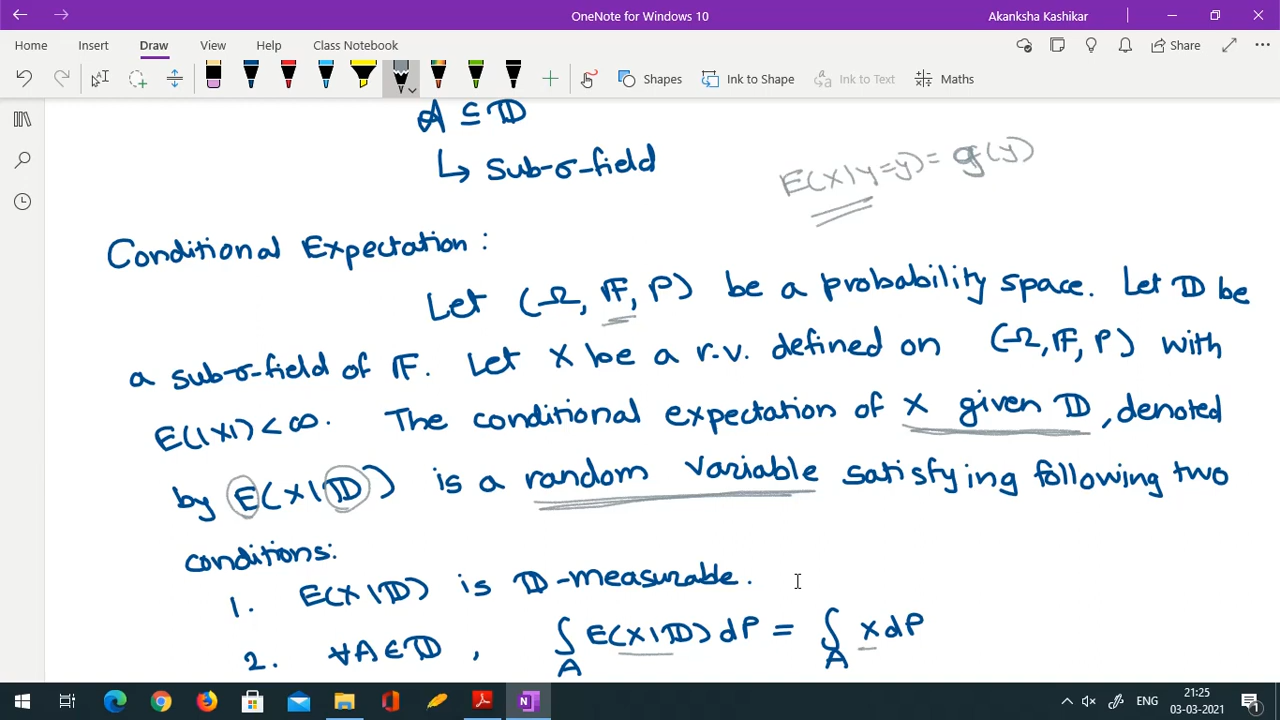 OneNote for Windows 10
Akanksha Kashikar
Home Insert Draw View Help Class Notebook
Share
Shapes Ink to Shape Ink to Text Maths
A ⊆ 𝔻
↳ Sub-σ-field
E(X|Y=y) = g(y)
Conditional Expectation :
Let (Ω, 𝔽, P) be a probability space. Let 𝔻 be
a sub-σ-field of 𝔽. Let X be a r.v. defined on (Ω, 𝔽, P) with
E(|X|) < ∞. The conditional expectation of X given 𝔻, denoted
by E(X|𝔻) is a random variable satisfying following two
conditions:
1. E(X|𝔻) is 𝔻-measurable.
2. ∀A∈𝔻, ∫_A E(X|𝔻) dP = ∫_A X dP
ENG
21:25
03-03-2021